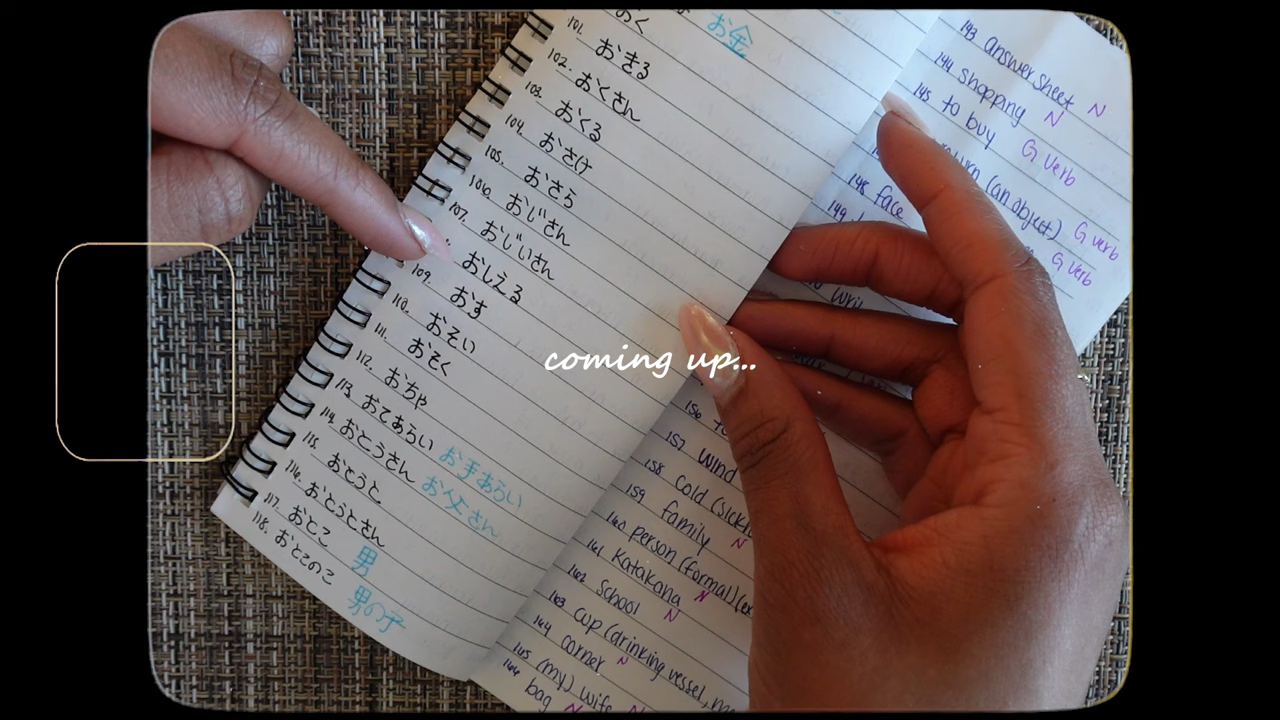 おく お金
101. おきる
102. おくさん
103. おくる
104. おさけ
105. おさら
106. おじさん
107. おじいさん
おしえる
109. おす
110. おそい
111. おそく
112. おちゃ
113. おてあらい お手あらい
114. おとうさん お父さん
115. おとうと
116. おとうとさん
117. おとこ 男
118. おとこのこ 男の子
143 answer sheet N
144 shopping N
145 to buy G verb
(an object) G verb
148 face G verb
149
156
157 wind
158 cold
159 family N
160 person (formal)
161 Katakana N
162 School N
163 cup (drinking vessel,
164 corner N
165 (my) wife N
166 bag N
coming up...